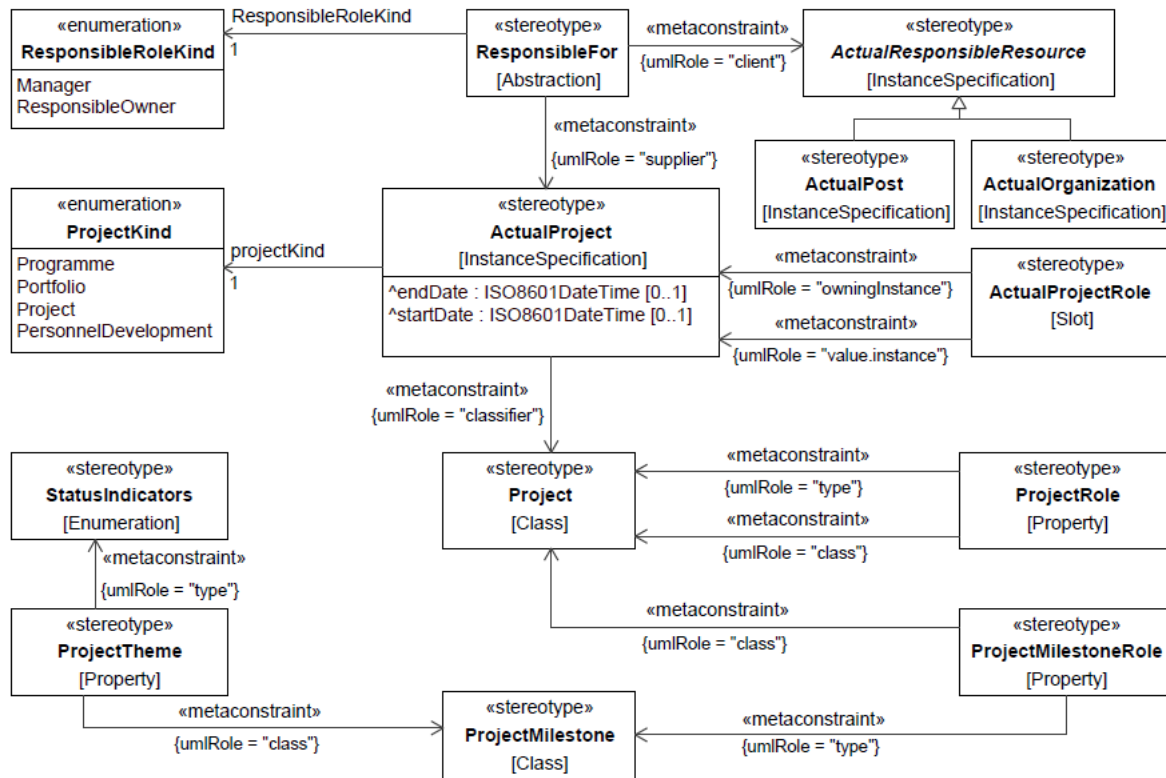 «enumeration»
ResponsibleRoleKind
Manager
ResponsibleOwner
ResponsibleRoleKind
1
«stereotype»
ResponsibleFor
[Abstraction]
«metaconstraint»
{umlRole = "client"}
«stereotype»
ActualResponsibleResource
[InstanceSpecification]
«metaconstraint»
{umlRole = "supplier"}
«stereotype»
ActualPost
[InstanceSpecification]
«stereotype»
ActualOrganization
[InstanceSpecification]
«enumeration»
ProjectKind
Programme
Portfolio
Project
PersonnelDevelopment
projectKind
1
«stereotype»
ActualProject
[InstanceSpecification]
^endDate : ISO8601DateTime [0..1]
^startDate : ISO8601DateTime [0..1]
«metaconstraint»
{umlRole = "owningInstance"}
«metaconstraint»
{umlRole = "value.instance"}
«stereotype»
ActualProjectRole
[Slot]
«metaconstraint»
{umlRole = "classifier"}
«stereotype»
StatusIndicators
[Enumeration]
«stereotype»
Project
[Class]
«metaconstraint»
{umlRole = "type"}
«metaconstraint»
{umlRole = "class"}
«stereotype»
ProjectRole
[Property]
«metaconstraint»
{umlRole = "type"}
«stereotype»
ProjectTheme
[Property]
«metaconstraint»
{umlRole = "class"}
«stereotype»
ProjectMilestoneRole
[Property]
«metaconstraint»
{umlRole = "class"}
«stereotype»
ProjectMilestone
[Class]
«metaconstraint»
{umlRole = "type"}